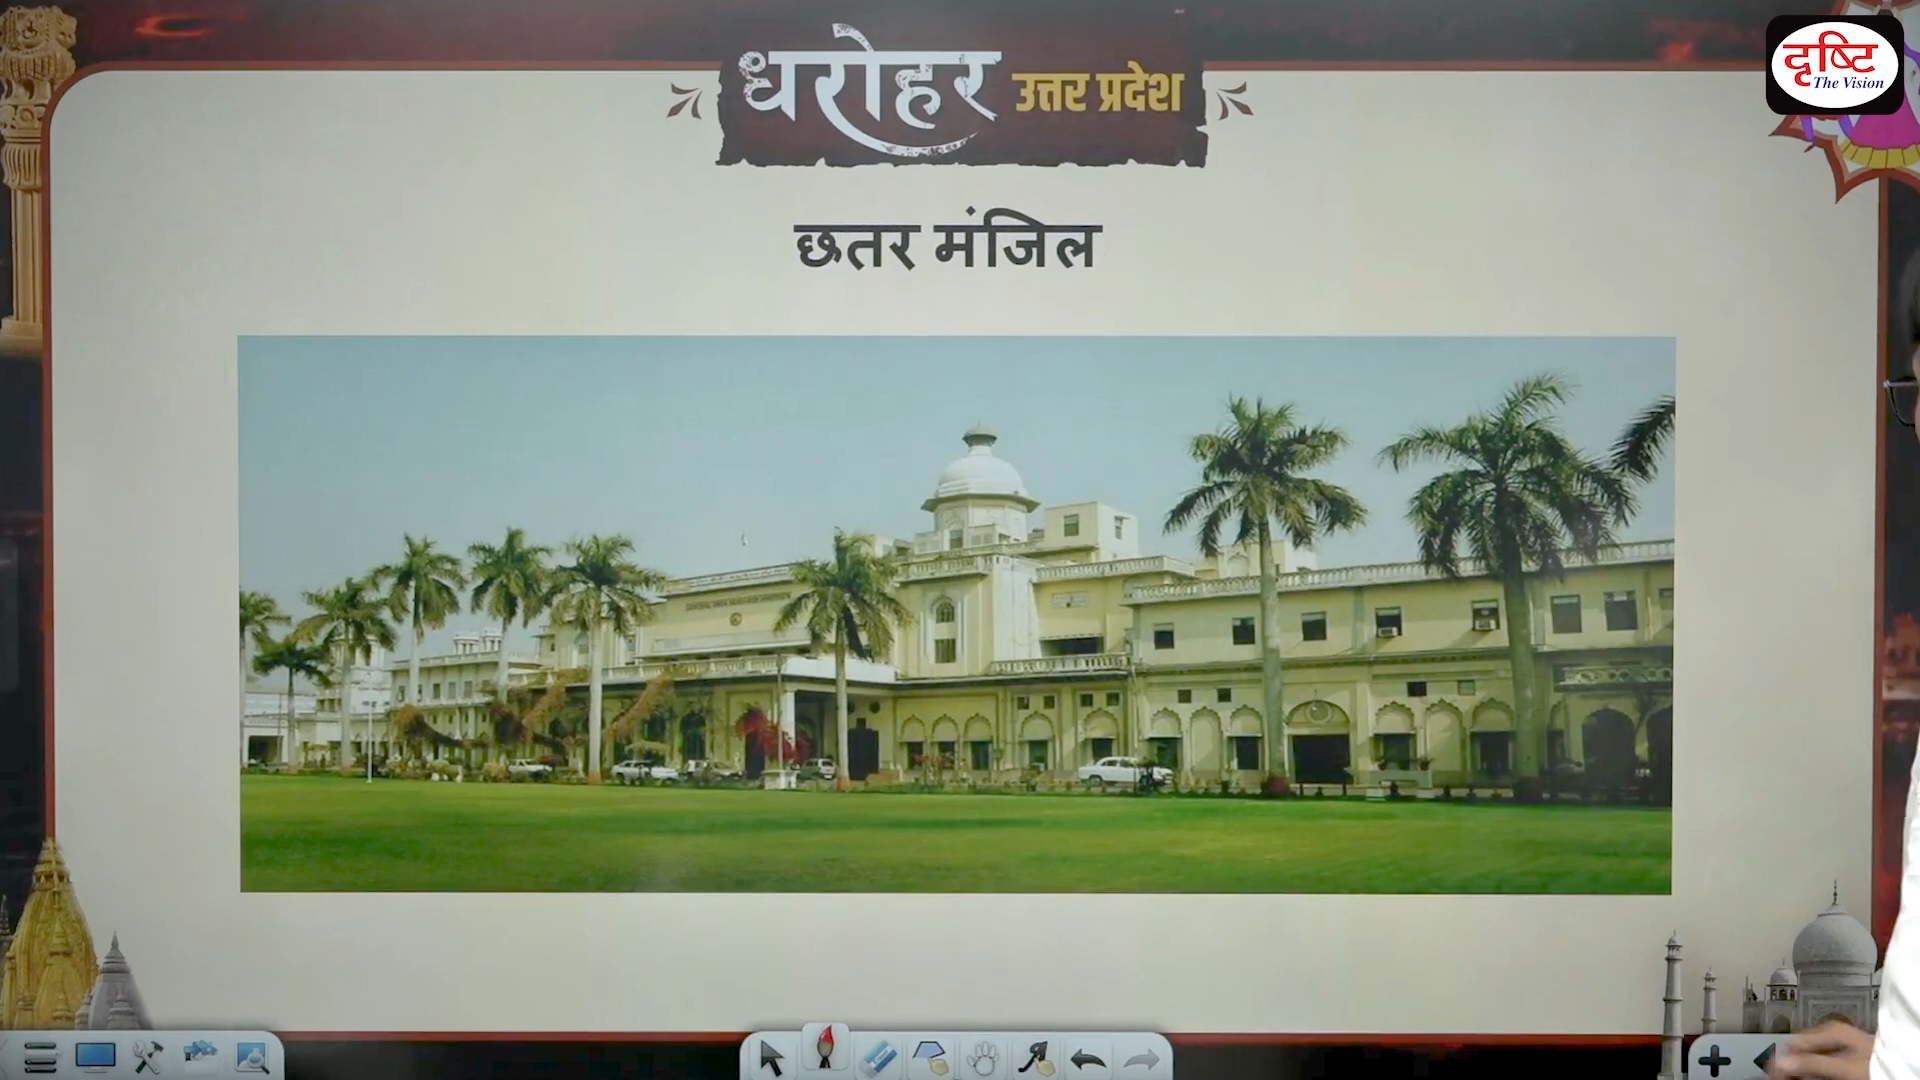 धरोहर उत्तर प्रदेश
दृष्टि
The Vision
छतर मंजिल